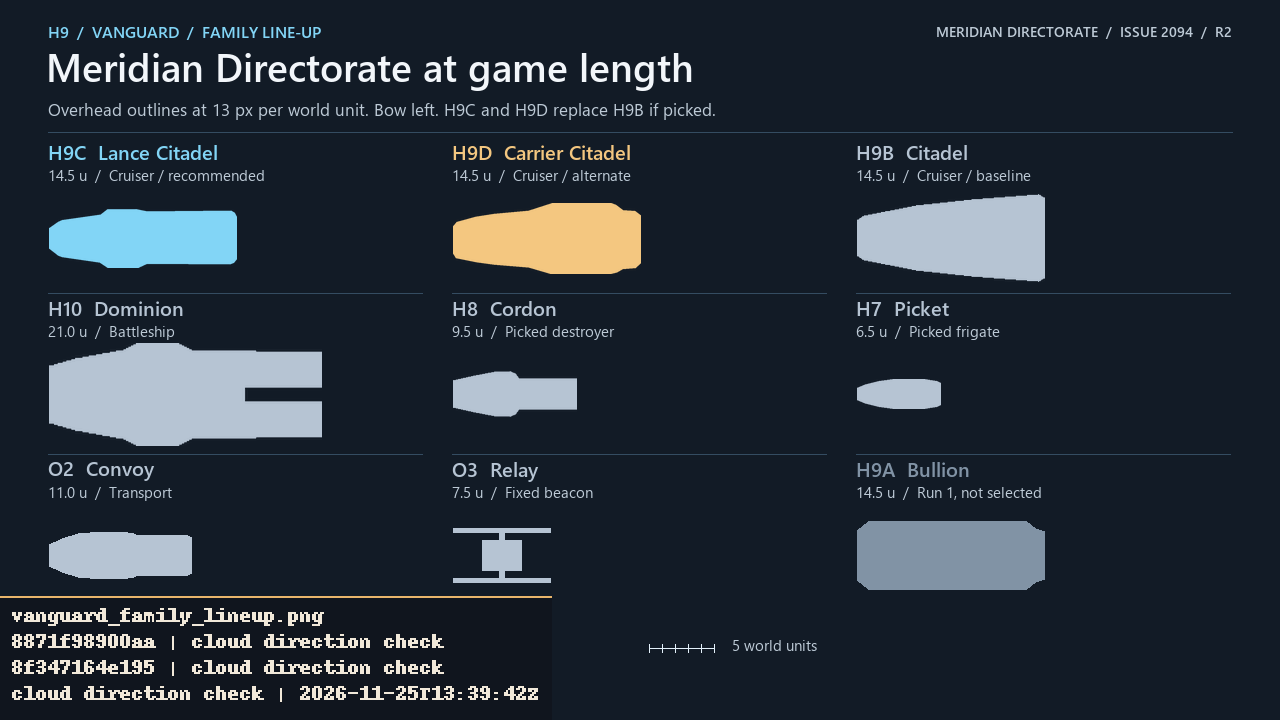 H9 / VANGUARD / FAMILY LINE-UP
MERIDIAN DIRECTORATE / ISSUE 2094 / R2
Meridian Directorate at game length
Overhead outlines at 13 px per world unit. Bow left. H9C and H9D replace H9B if picked.
H9C Lance Citadel
14.5 u / Cruiser / recommended
H9D Carrier Citadel
14.5 u / Cruiser / alternate
H9B Citadel
14.5 u / Cruiser / baseline
H10 Dominion
21.0 u / Battleship
H8 Cordon
9.5 u / Picked destroyer
H7 Picket
6.5 u / Picked frigate
O2 Convoy
11.0 u / Transport
O3 Relay
7.5 u / Fixed beacon
H9A Bullion
14.5 u / Run 1, not selected
vanguard_family_lineup.png
8871f98900aa | cloud direction check
8f347164e195 | cloud direction check
cloud direction check | 2026-11-25T13:39:42Z
5 world units